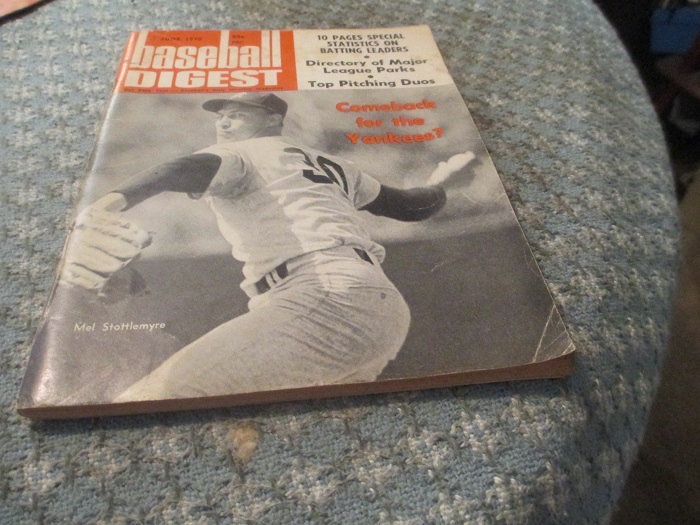 JUNE 1970
baseball
DIGEST
10 PAGES SPECIAL
STATISTICS ON
BATTING LEADERS
•
Directory of Major
League Parks
•
Top Pitching Duos
Comeback
for the
Yankees?
30
Mel Stottlemyre